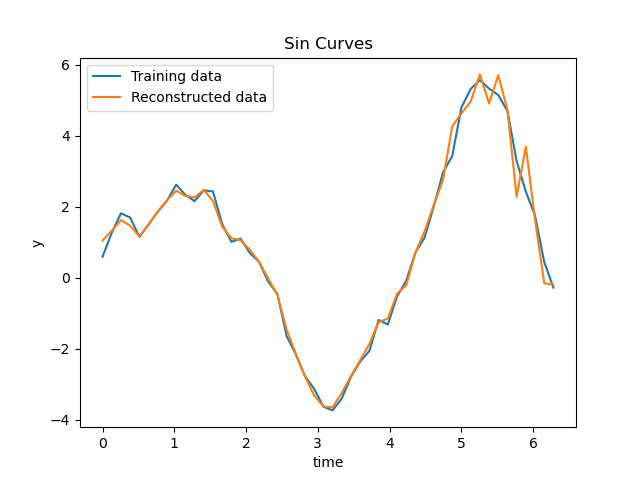 Sin Curves
Training data
Reconstructed data
6
4
2
0
−2
−4
y
0 1 2 3 4 5 6
time